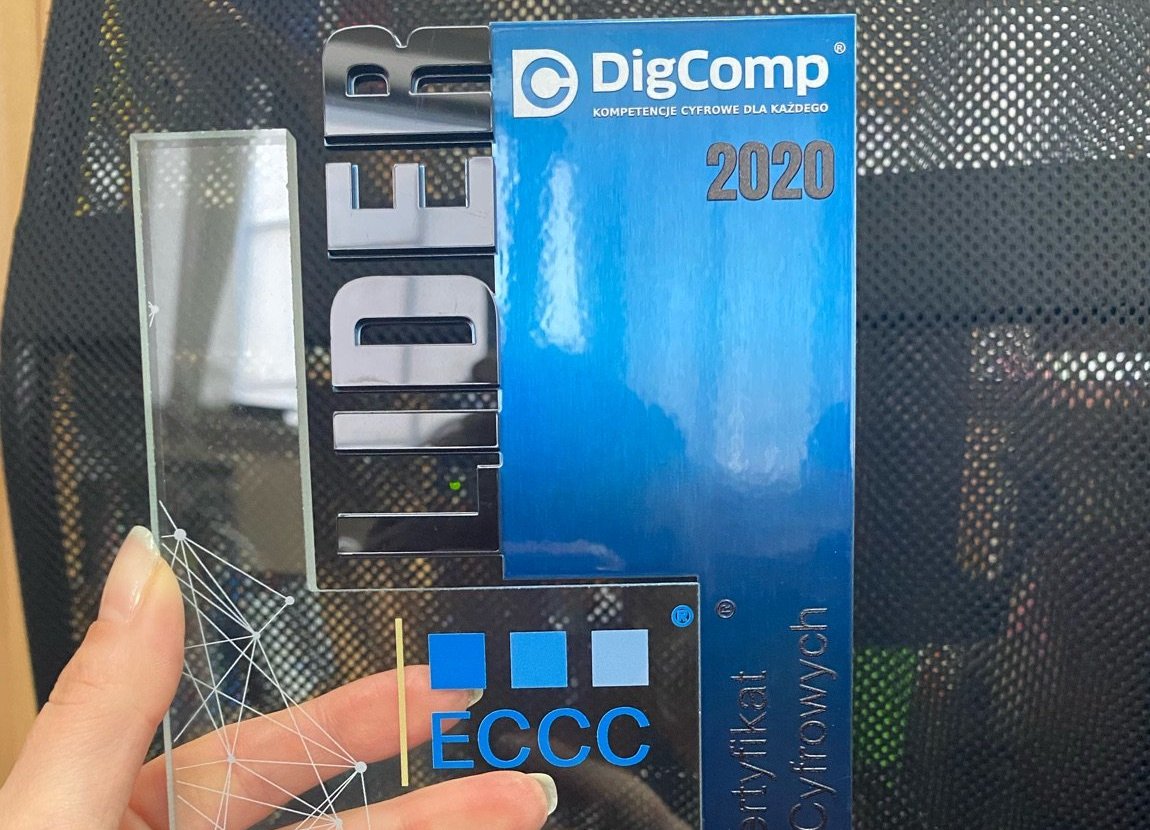 LIDER
DigComp®
KOMPETENCJE CYFROWE DLA KAŻDEGO
2020
®
ECCC
®
Cyfrowych